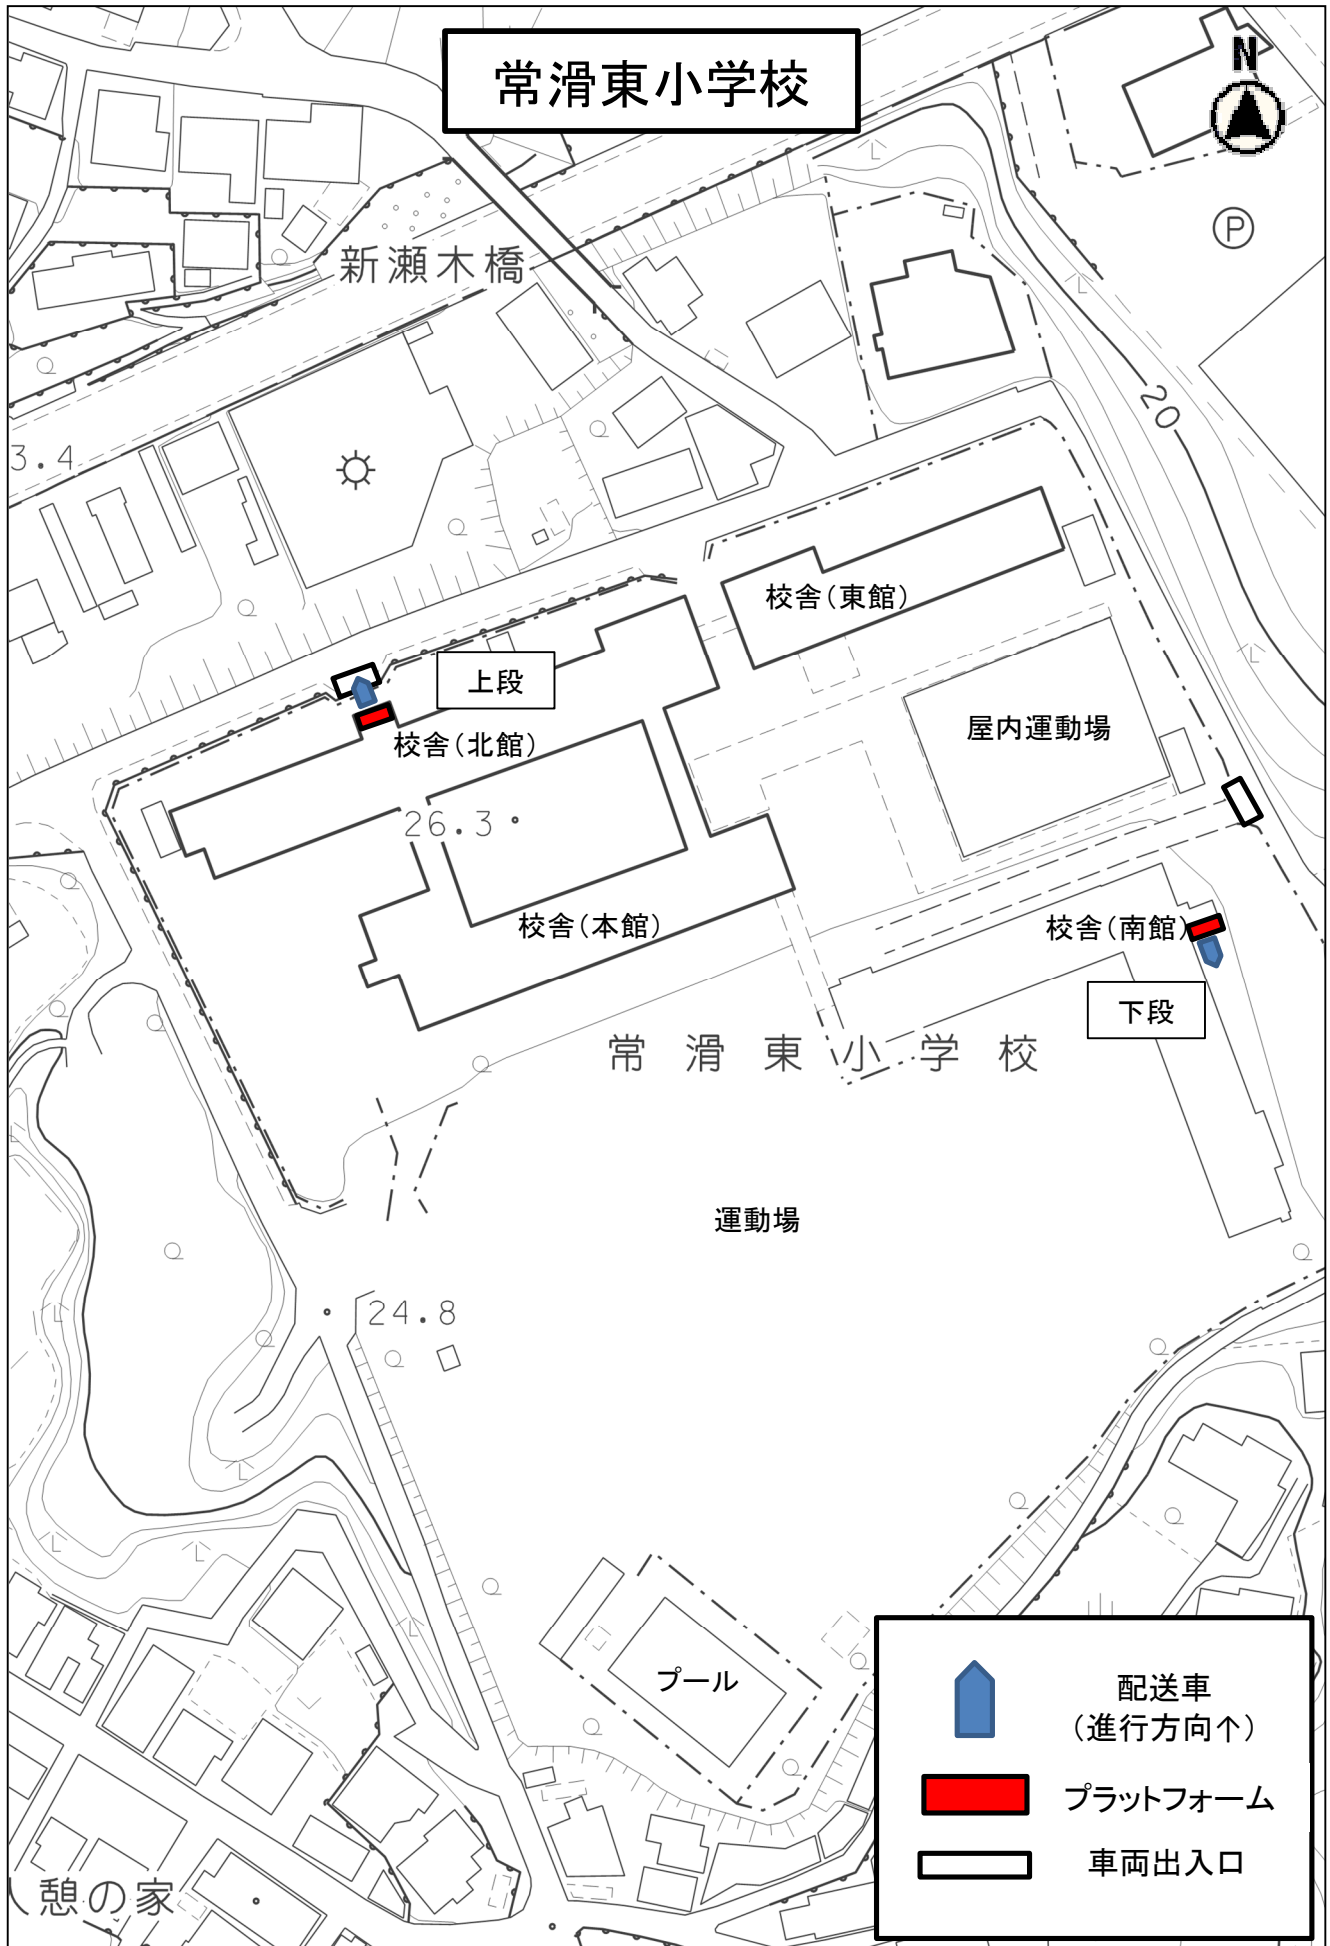 常滑東小学校
N
新瀬木橋
P
20
3.4
校舎(東館)
上段
校舎(北館)
屋内運動場
26.3
校舎(本館)
校舎(南館)
下段
常滑東小学校
運動場
24.8
プール
憩の家
配送車
(進行方向↑)
プラットフォーム
車両出入口